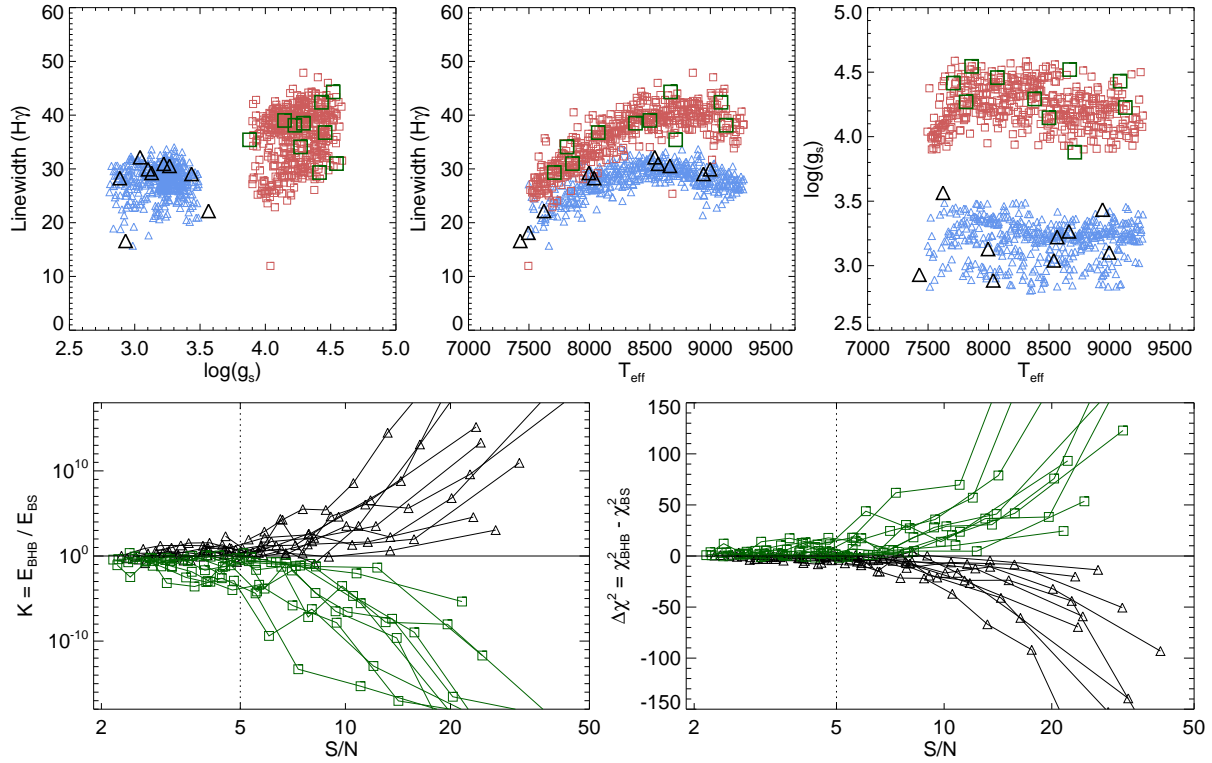 60
50
40
30
20
10
0
Linewidth (Hγ)
2.5 3.0 3.5 4.0 4.5 5.0
log(g_s)
60
50
40
30
20
10
0
Linewidth (Hγ)
7000 7500 8000 8500 9000 9500
T_eff
5.0
4.5
4.0
3.5
3.0
2.5
log(g_s)
7000 7500 8000 8500 9000 9500
T_eff
10^10
10^0
10^-10
K = E_BHB / E_BS
2 5 10 20 50
S/N
150
100
50
0
-50
-100
-150
Δχ² = χ²_BHB - χ²_BS
2 5 10 20 50
S/N